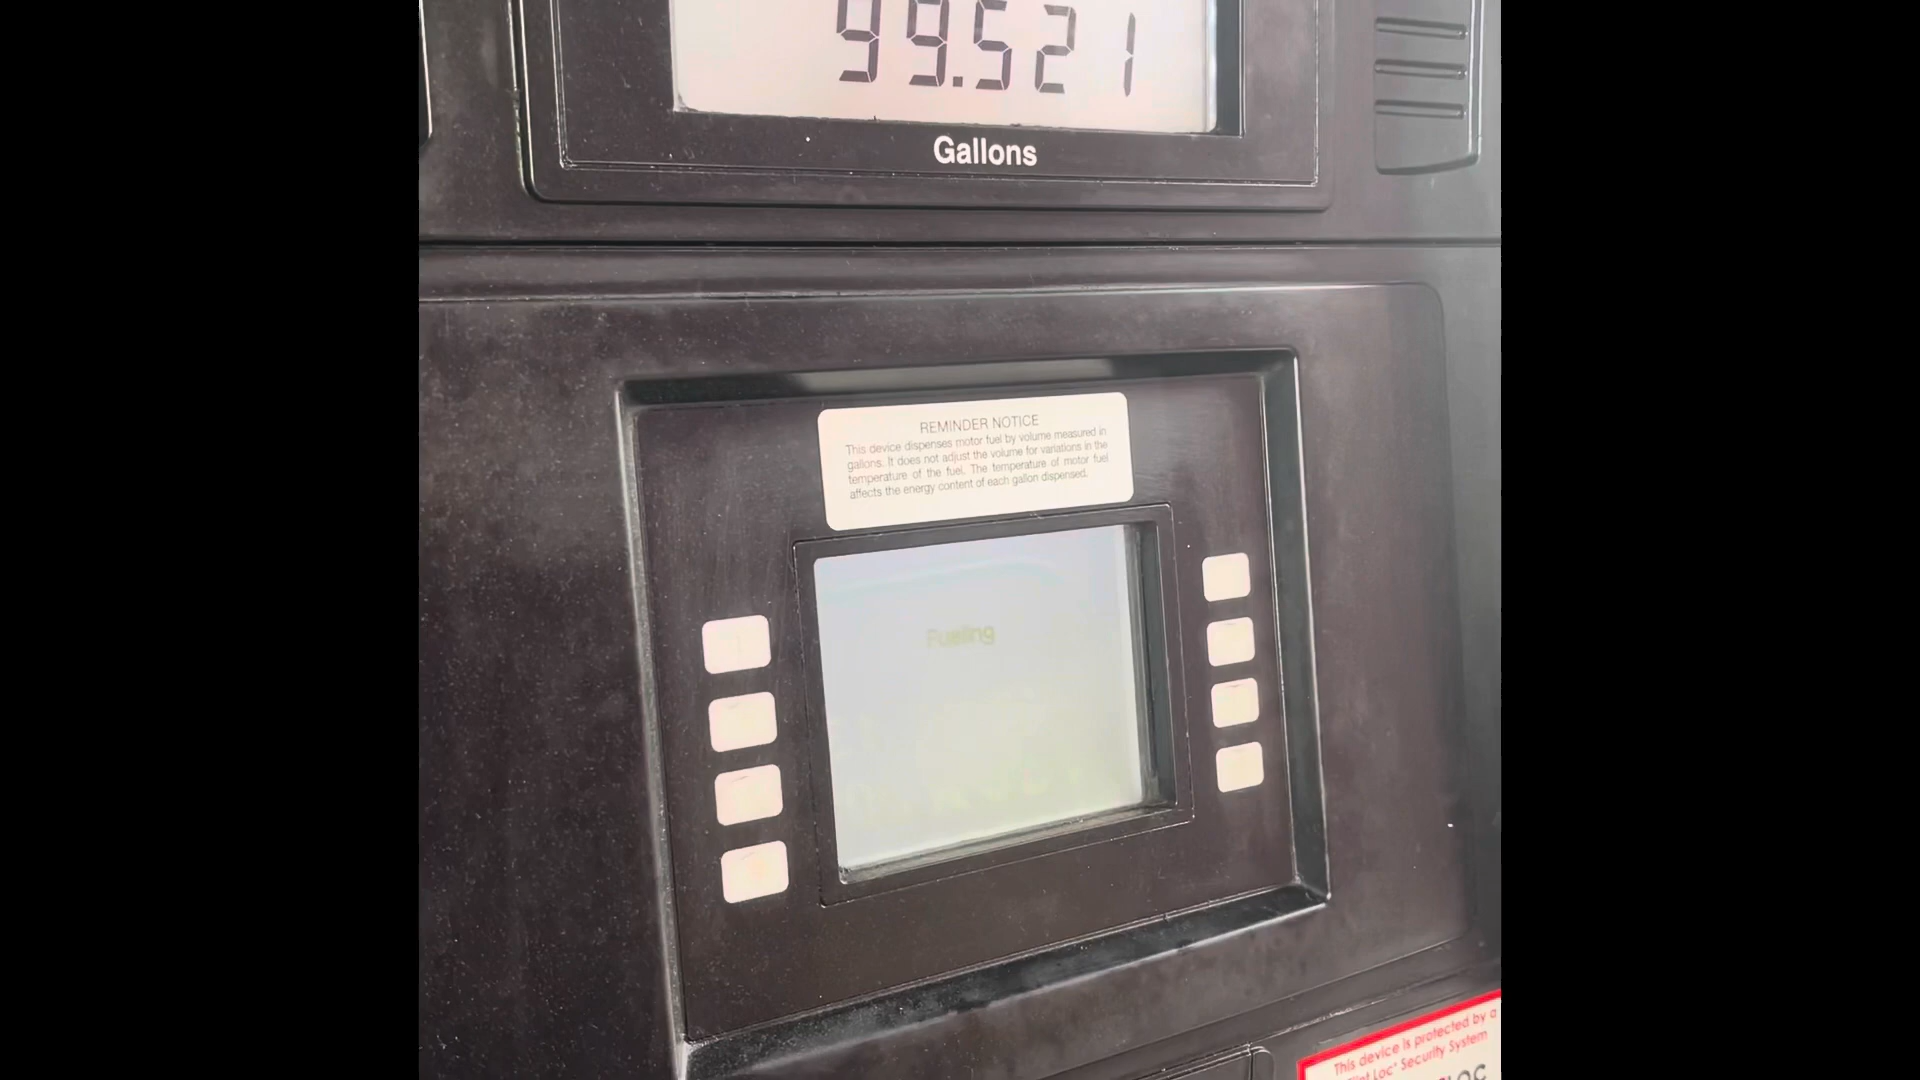 99.521
Gallons
REMINDER NOTICE
This device dispenses motor fuel by volume measured in
gallons. It does not adjust the volume for variations in the
temperature of the fuel. The temperature of motor fuel
affects the energy content of each gallon dispensed.
Fueling
This device is protected by a
Loc° Security System